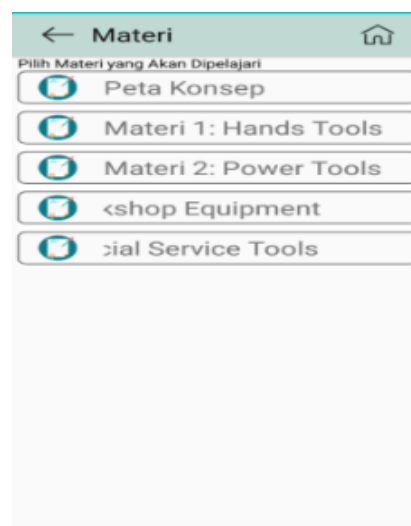 Materi
Pilih Materi yang Akan Dipelajari
Peta Konsep
Materi 1: Hands Tools
Materi 2: Power Tools
Equipment
Service Tools